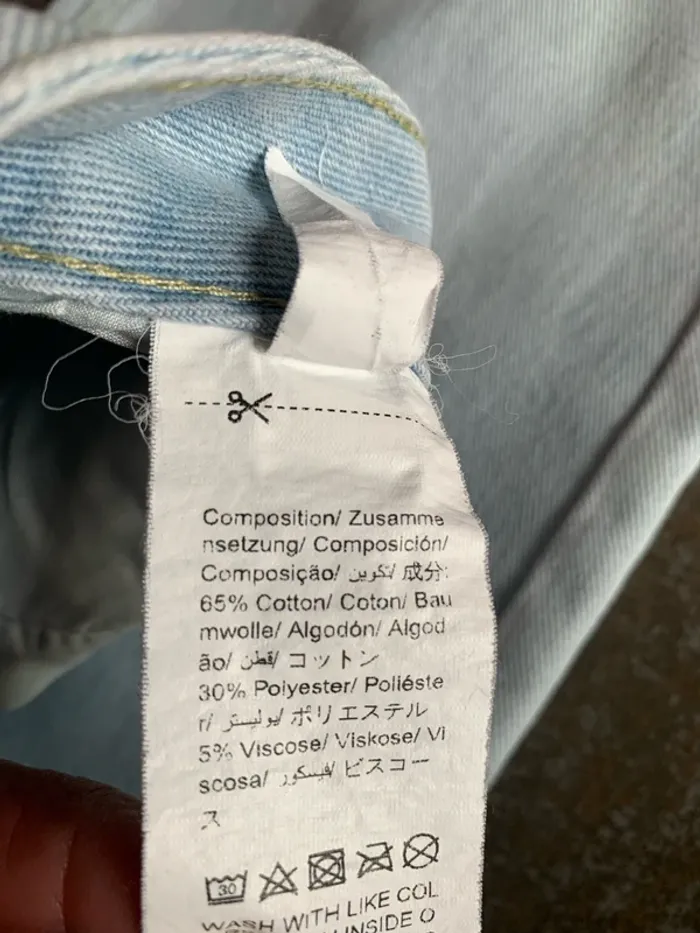 Composition/ Zusamme
nsetzung/ Composición/
Composição/ تكوين/ 成分:
65% Cotton/ Coton/ Bau
mwolle/ Algodón/ Algod
ão/ قطن/ コットン
30% Polyester/ Poliéste
r/ بوليستر/ ポリエステル
5% Viscose/ Viskose/ Vi
scosa/ فيسكوز/ ビスコー
ス
30
WASH WITH LIKE COL
INSIDE O